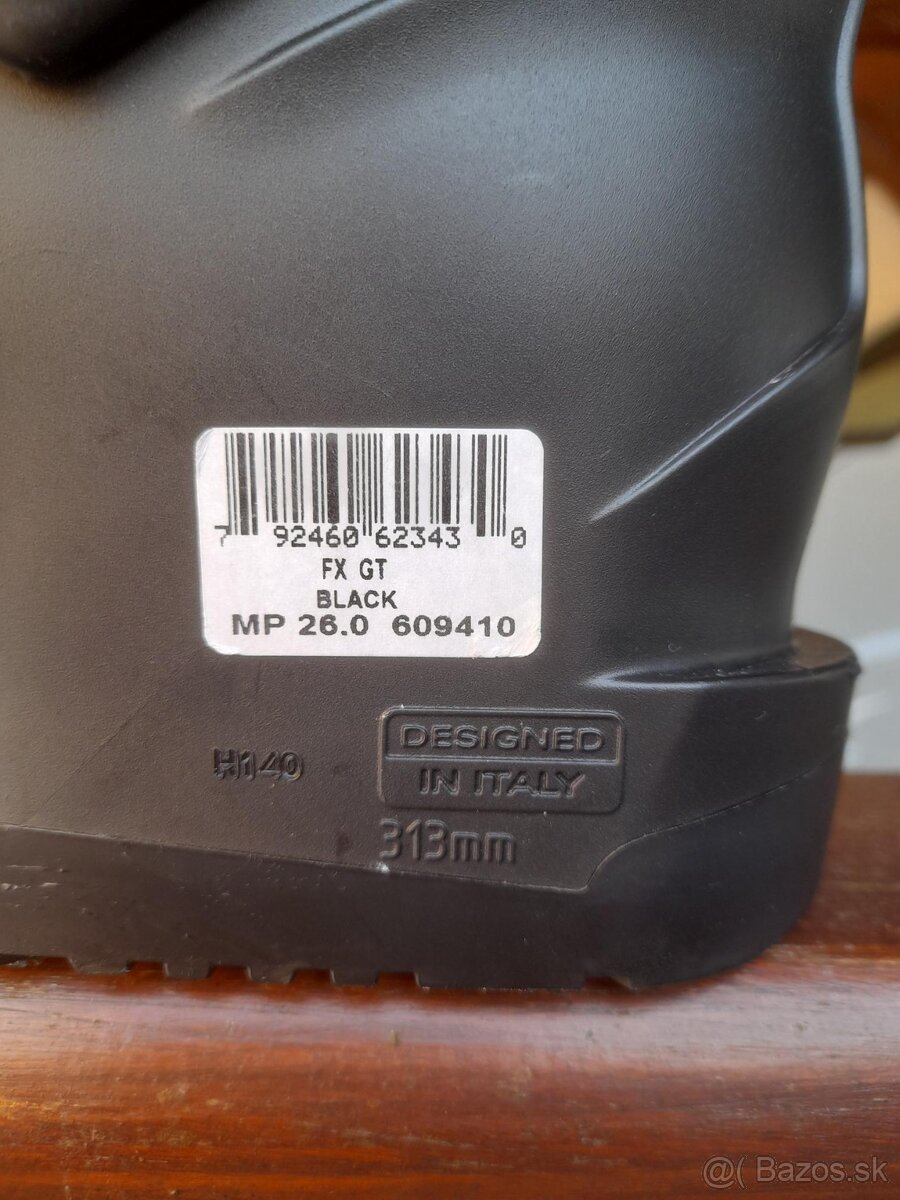 7 92460 62343 0
FX GT
BLACK
MP 26.0 609410
DESIGNED
IN ITALY
H140
313mm
@( Bazos.sk